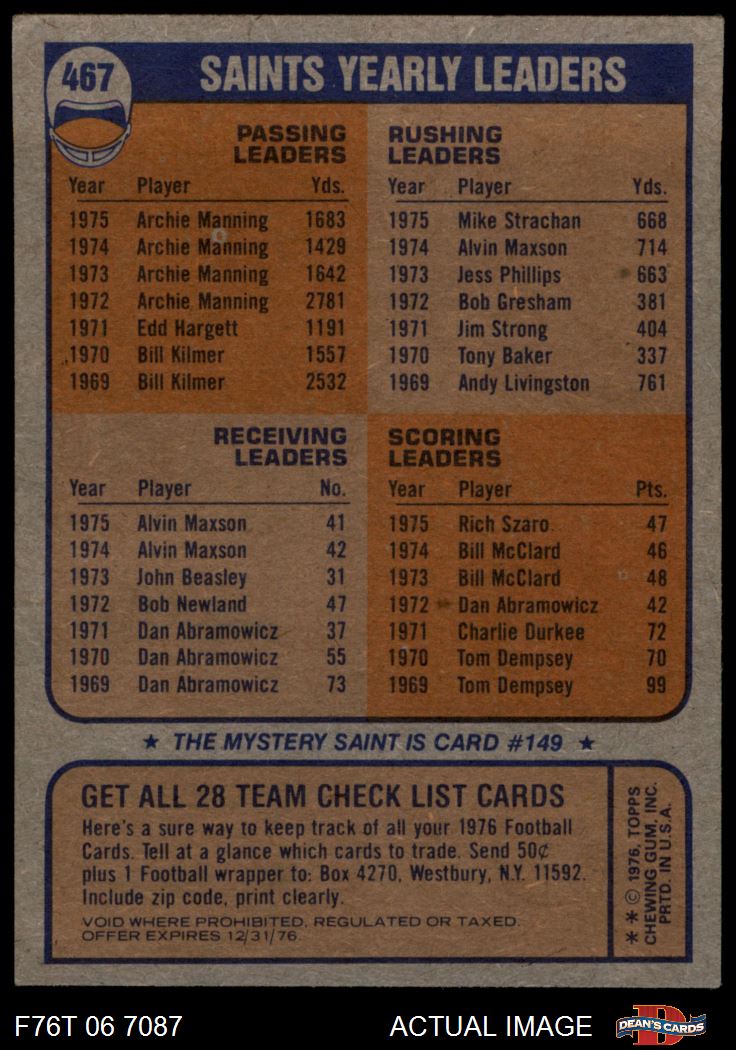 467
SAINTS YEARLY LEADERS
PASSING
LEADERS
Year Player Yds.
1975 Archie Manning 1683
1974 Archie Manning 1429
1973 Archie Manning 1642
1972 Archie Manning 2781
1971 Edd Hargett 1191
1970 Bill Kilmer 1557
1969 Bill Kilmer 2532
RUSHING
LEADERS
Year Player Yds.
1975 Mike Strachan 668
1974 Alvin Maxson 714
1973 Jess Phillips 663
1972 Bob Gresham 381
1971 Jim Strong 404
1970 Tony Baker 337
1969 Andy Livingston 761
RECEIVING
LEADERS
Year Player No.
1975 Alvin Maxson 41
1974 Alvin Maxson 42
1973 John Beasley 31
1972 Bob Newland 47
1971 Dan Abramowicz 37
1970 Dan Abramowicz 55
1969 Dan Abramowicz 73
SCORING
LEADERS
Year Player Pts.
1975 Rich Szaro 47
1974 Bill McClard 46
1973 Bill McClard 48
1972 Dan Abramowicz 42
1971 Charlie Durkee 72
1970 Tom Dempsey 70
1969 Tom Dempsey 99
★ THE MYSTERY SAINT IS CARD #149 ★
GET ALL 28 TEAM CHECK LIST CARDS
Here's a sure way to keep track of all your 1976 Football
Cards. Tell at a glance which cards to trade. Send 50¢
plus 1 Football wrapper to: Box 4270, Westbury, N.Y. 11592.
Include zip code, print clearly.
VOID WHERE PROHIBITED, REGULATED OR TAXED.
OFFER EXPIRES 12/31/76.
** © 1976, TOPPS
CHEWING GUM, INC.
PRTD. IN U.S.A.
F76T 06 7087
ACTUAL IMAGE
D
DEAN'S CARDS